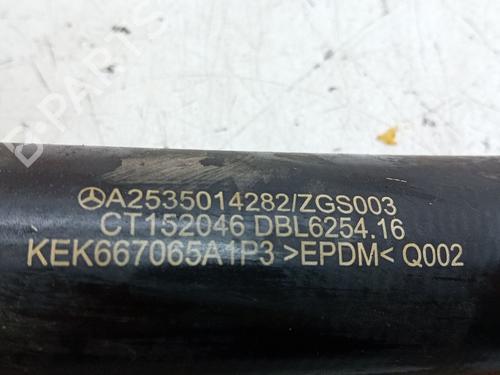 A2535014282/ZGS003
CT152046 DBL6254.16
KEK667065A1P3 >EPDM< Q002